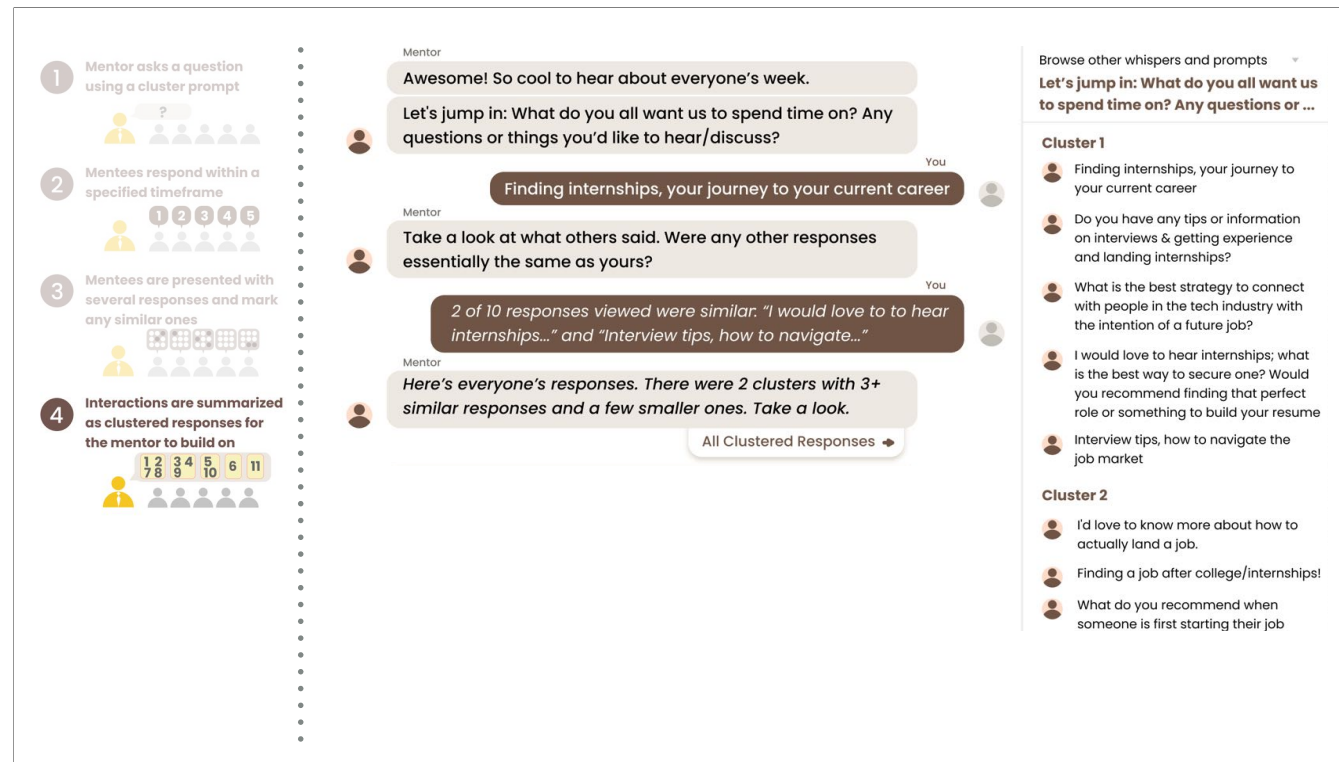 1
Mentor asks a question
using a cluster prompt
?
2
Mentees respond within a
specified timeframe
1 2 3 4 5
3
Mentees are presented with
several responses and mark
any similar ones
4
Interactions are summarized
as clustered responses for
the mentor to build on
1 2 3 4 5 6 11
7 8 9 10
Mentor
Awesome! So cool to hear about everyone’s week.
Let's jump in: What do you all want us to spend time on? Any
questions or things you’d like to hear/discuss?
You
Finding internships, your journey to your current career
Mentor
Take a look at what others said. Were any other responses
essentially the same as yours?
You
2 of 10 responses viewed were similar: “I would love to to hear
internships...” and “Interview tips, how to navigate...”
Mentor
Here’s everyone’s responses. There were 2 clusters with 3+
similar responses and a few smaller ones. Take a look.
All Clustered Responses
Browse other whispers and prompts
Let’s jump in: What do you all want us
to spend time on? Any questions or ...
Cluster 1
Finding internships, your journey to
your current career
Do you have any tips or information
on interviews & getting experience
and landing internships?
What is the best strategy to connect
with people in the tech industry with
the intention of a future job?
I would love to hear internships; what
is the best way to secure one? Would
you recommend finding that perfect
role or something to build your resume
Interview tips, how to navigate the
job market
Cluster 2
I'd love to know more about how to
actually land a job.
Finding a job after college/internships!
What do you recommend when
someone is first starting their job